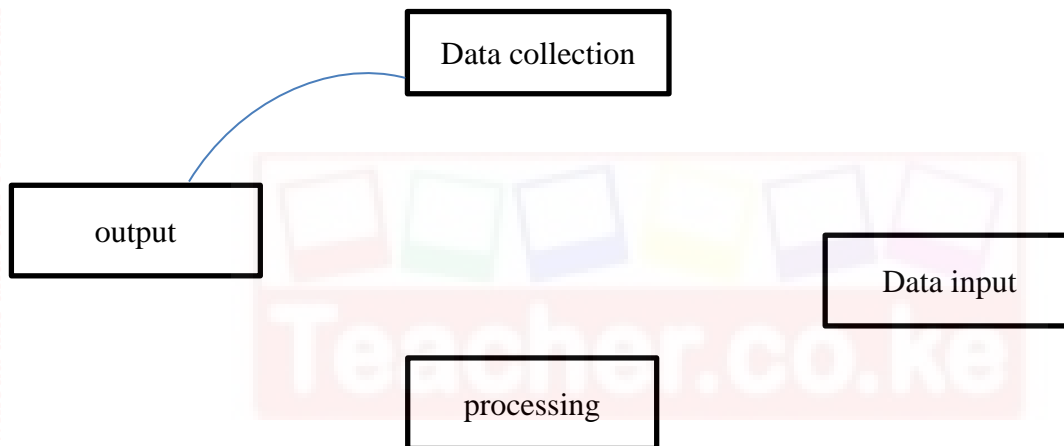 Data collection
output
Data input
Teacher.co.ke
processing